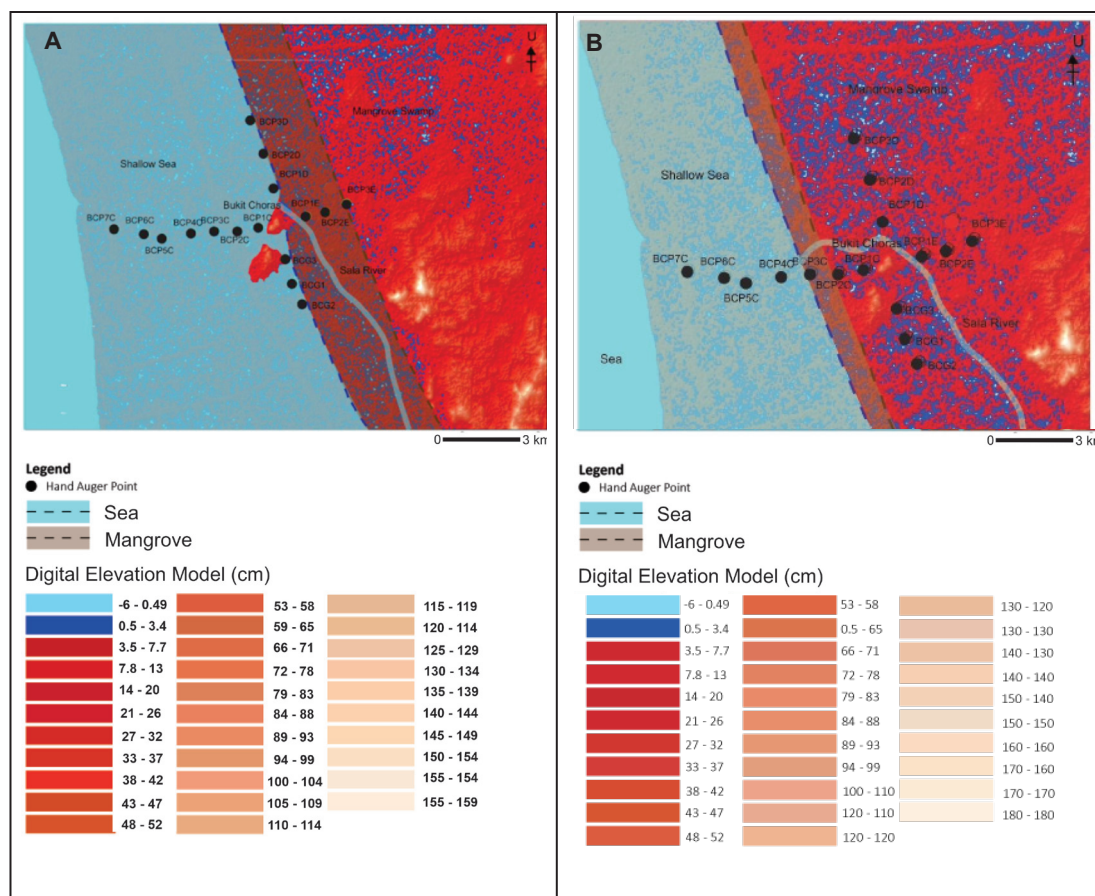 A
U
BCP3D
Mangrove Swamp
BCP2D
Shallow Sea
BCP1D
BCP3E
Bukit Choras
BCP7C
BCP6C
BCP4C
BCP3C
BCP1C
BCP1E
BCP2E
BCP5C
BCP2C
BCG3
Sala River
BCG1
BCG2
0 3 km
Legend
Hand Auger Point
Sea
Mangrove
Digital Elevation Model (cm)
-6 - 0.49
0.5 - 3.4
3.5 - 7.7
7.8 - 13
14 - 20
21 - 26
27 - 32
33 - 37
38 - 42
43 - 47
48 - 52
53 - 58
59 - 65
66 - 71
72 - 78
79 - 83
84 - 88
89 - 93
94 - 99
100 - 104
105 - 109
110 - 114
115 - 119
120 - 114
125 - 129
130 - 134
135 - 139
140 - 144
145 - 149
150 - 154
155 - 154
155 - 159
B
U
Mangrove Swamp
BCP2D
Shallow Sea
BCP2D
BCP1D
BCP3E
Bukit Choras
BCP1E
BCP7C
BCP6C
BCP4C
BCP1C
BCP2E
BCP5C
BCP2C
BCG3
Sala River
Sea
BCG1
BCG2
0 3 km
Legend
Hand Auger Point
Sea
Mangrove
Digital Elevation Model (cm)
-6 - 0.49
0.5 - 3.4
3.5 - 7.7
7.8 - 13
14 - 20
21 - 26
27 - 32
33 - 37
38 - 42
43 - 47
48 - 52
53 - 58
0.5 - 65
66 - 71
72 - 78
79 - 83
84 - 88
89 - 93
94 - 99
100 - 110
120 - 110
120 - 120
130 - 120
130 - 130
140 - 130
140 - 140
150 - 140
150 - 150
160 - 160
170 - 160
170 - 170
180 - 180